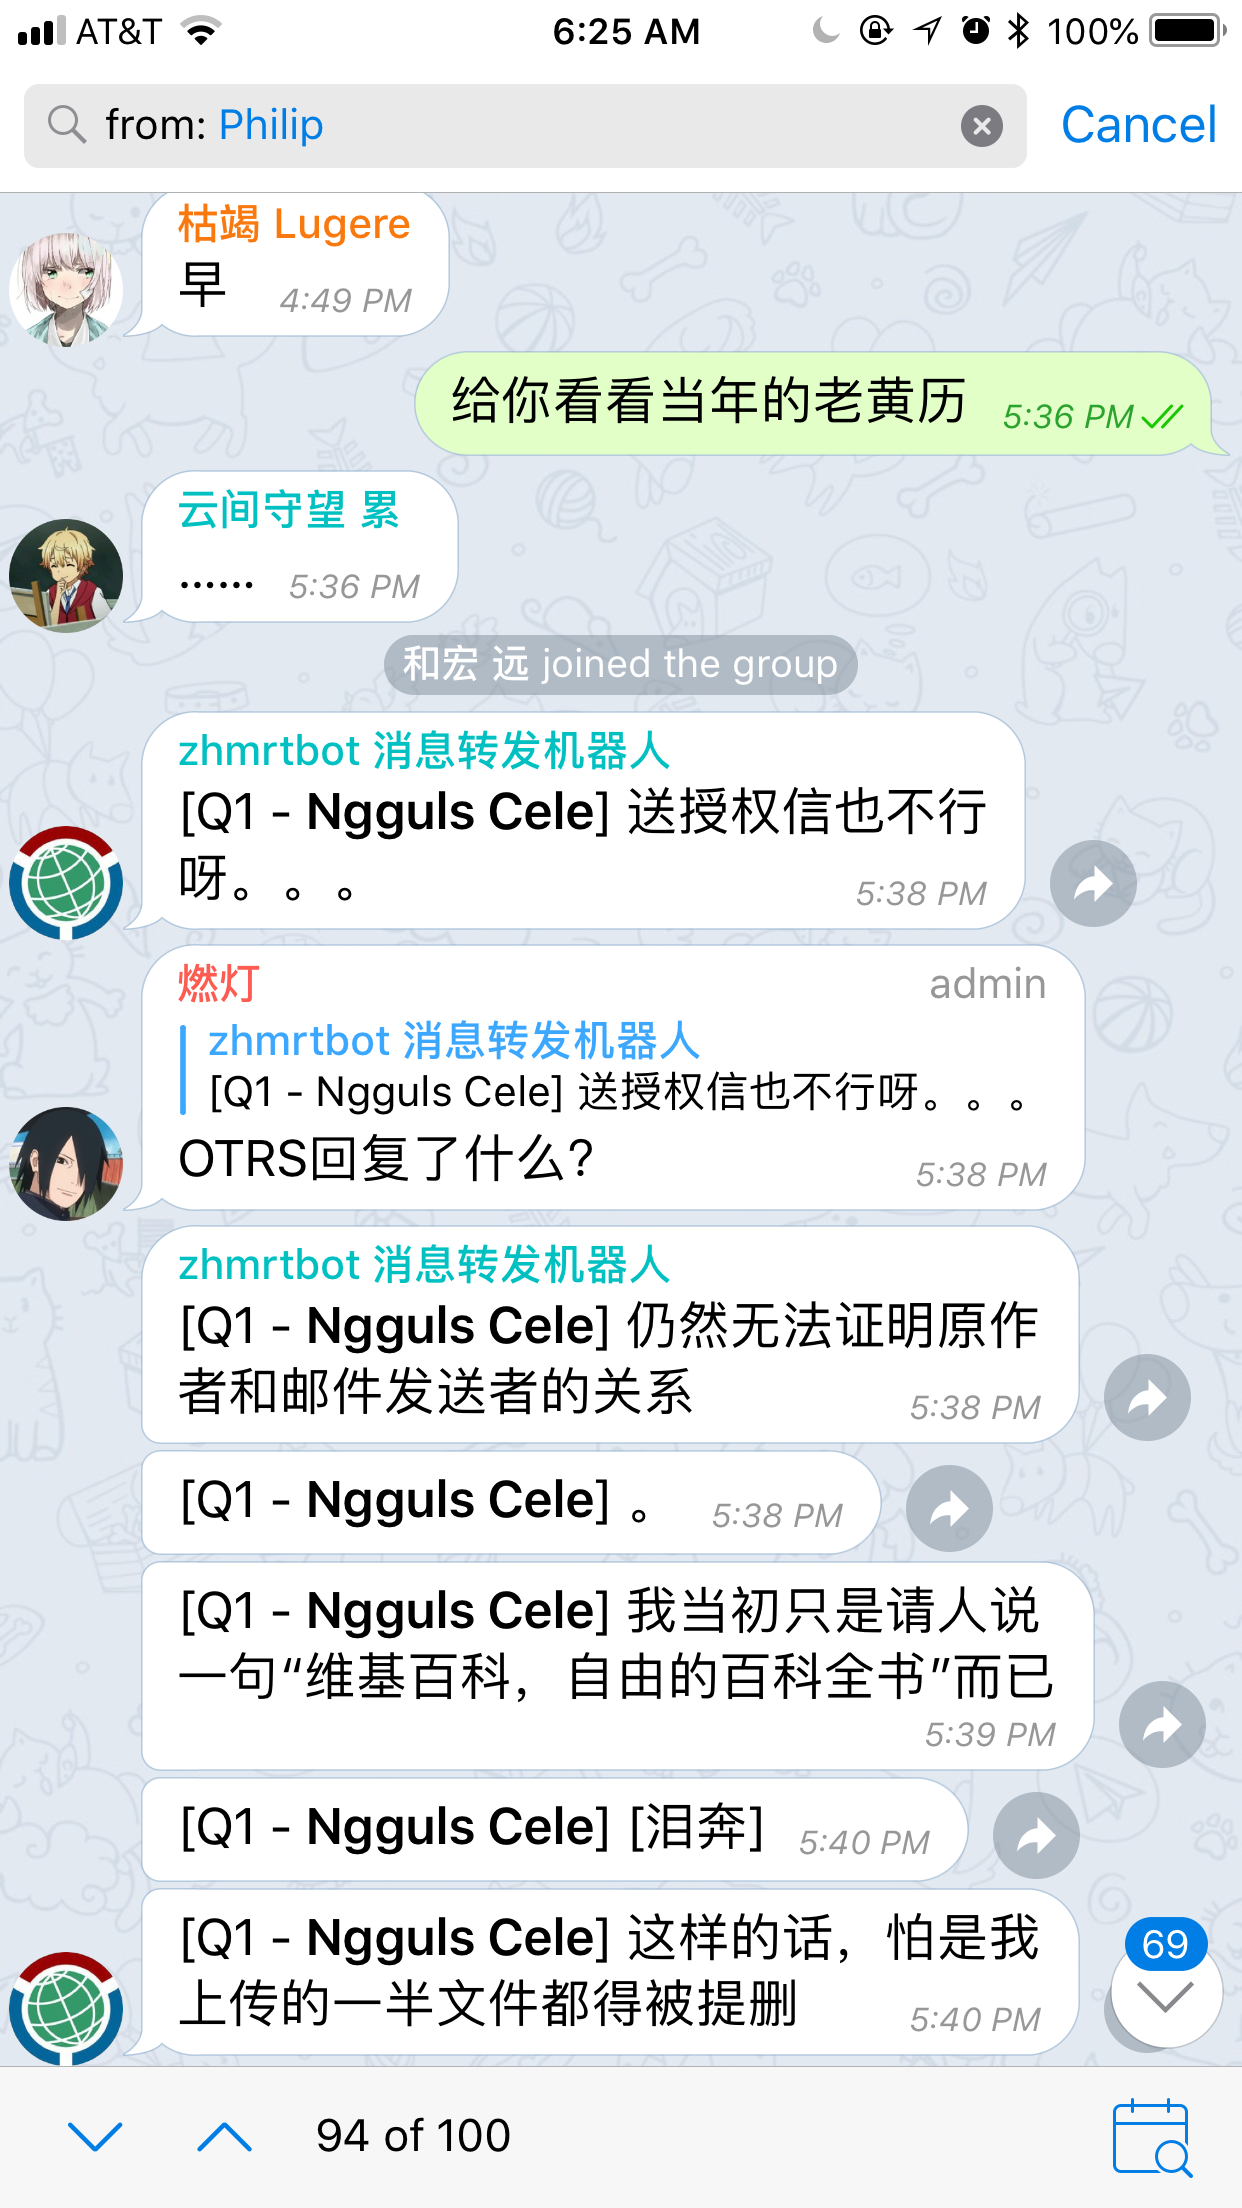 AT&T 6:25 AM 100%
from: Philip Cancel
枯竭 Lugere
早 4:49 PM
给你看看当年的老黄历 5:36 PM
云间守望 累
...... 5:36 PM
和宏 远 joined the group
zhmrtbot 消息转发机器人
[Q1 - Ngguls Cele] 送授权信也不行
呀。。。 5:38 PM
燃灯 admin
zhmrtbot 消息转发机器人
[Q1 - Ngguls Cele] 送授权信也不行呀。。。
OTRS回复了什么? 5:38 PM
zhmrtbot 消息转发机器人
[Q1 - Ngguls Cele] 仍然无法证明原作
者和邮件发送者的关系 5:38 PM
[Q1 - Ngguls Cele] 。 5:38 PM
[Q1 - Ngguls Cele] 我当初只是请人说
一句“维基百科，自由的百科全书”而已
5:39 PM
[Q1 - Ngguls Cele] [泪奔] 5:40 PM
[Q1 - Ngguls Cele] 这样的话，怕是我
上传的一半文件都得被提删 5:40 PM
69
94 of 100